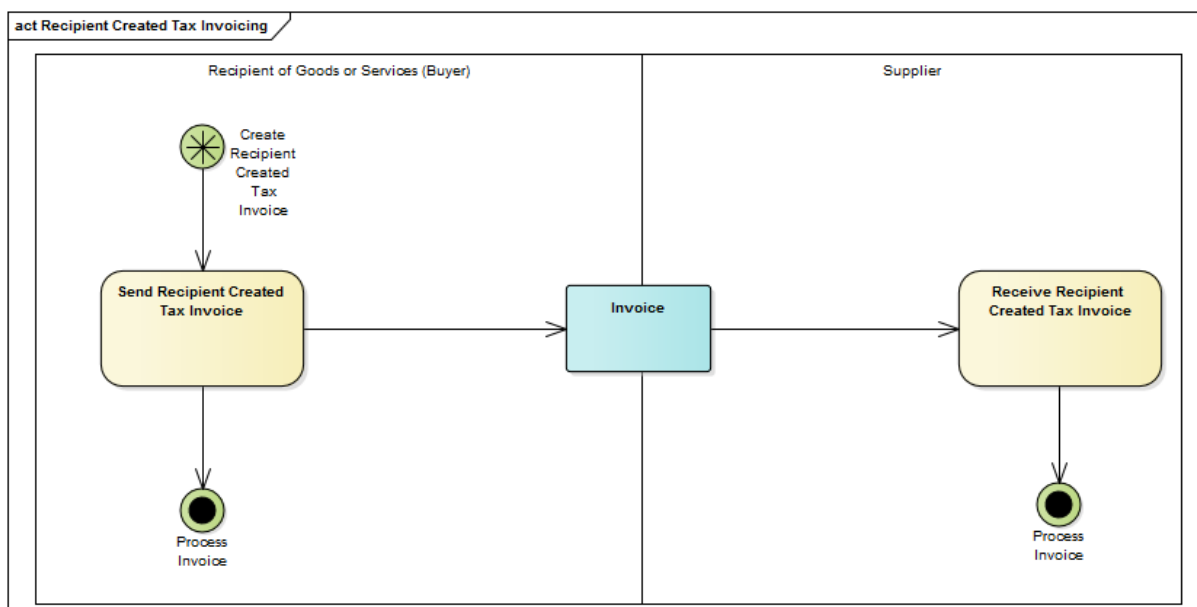 act Recipient Created Tax Invoicing
Recipient of Goods or Services (Buyer)
Supplier
Create
Recipient
Created
Tax
Invoice
Send Recipient Created
Tax Invoice
Invoice
Receive Recipient
Created Tax Invoice
Process
Invoice
Process
Invoice